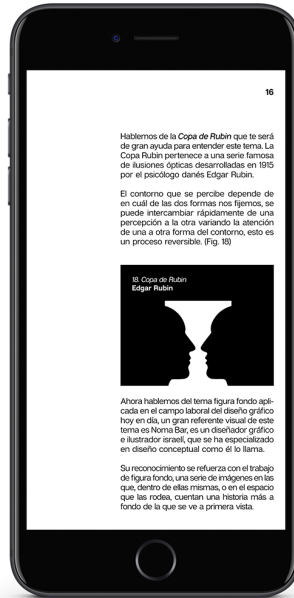 16
Hablemos de la Copa de Rubin que te será
de gran ayuda para entender este tema. La
Copa Rubin pertenece a una serie famosa
de ilusiones ópticas desarrolladas en 1915
por el psicólogo danés Edgar Rubin.
El contorno que se percibe depende de
en cuál de las dos formas nos fijemos, se
puede intercambiar rápidamente de una
percepción a la otra variando la atención
de una a otra forma del contorno, esto es
un proceso reversible. (Fig. 18)
18. Copa de Rubin
Edgar Rubin
Ahora hablemos del tema figura fondo apli-
cada en el campo laboral del diseño gráfico
hoy en día, un gran referente visual de este
tema es Noma Bar, es un diseñador gráfico
e ilustrador israelí, que se ha especializado
en diseño conceptual como él lo llama.
Su reconocimiento se refuerza con el trabajo
de figura fondo, una serie de imágenes en las
que, dentro de ellas mismas, o en el espacio
que las rodea, cuentan una historia más a
fondo de la que se ve a primera vista.